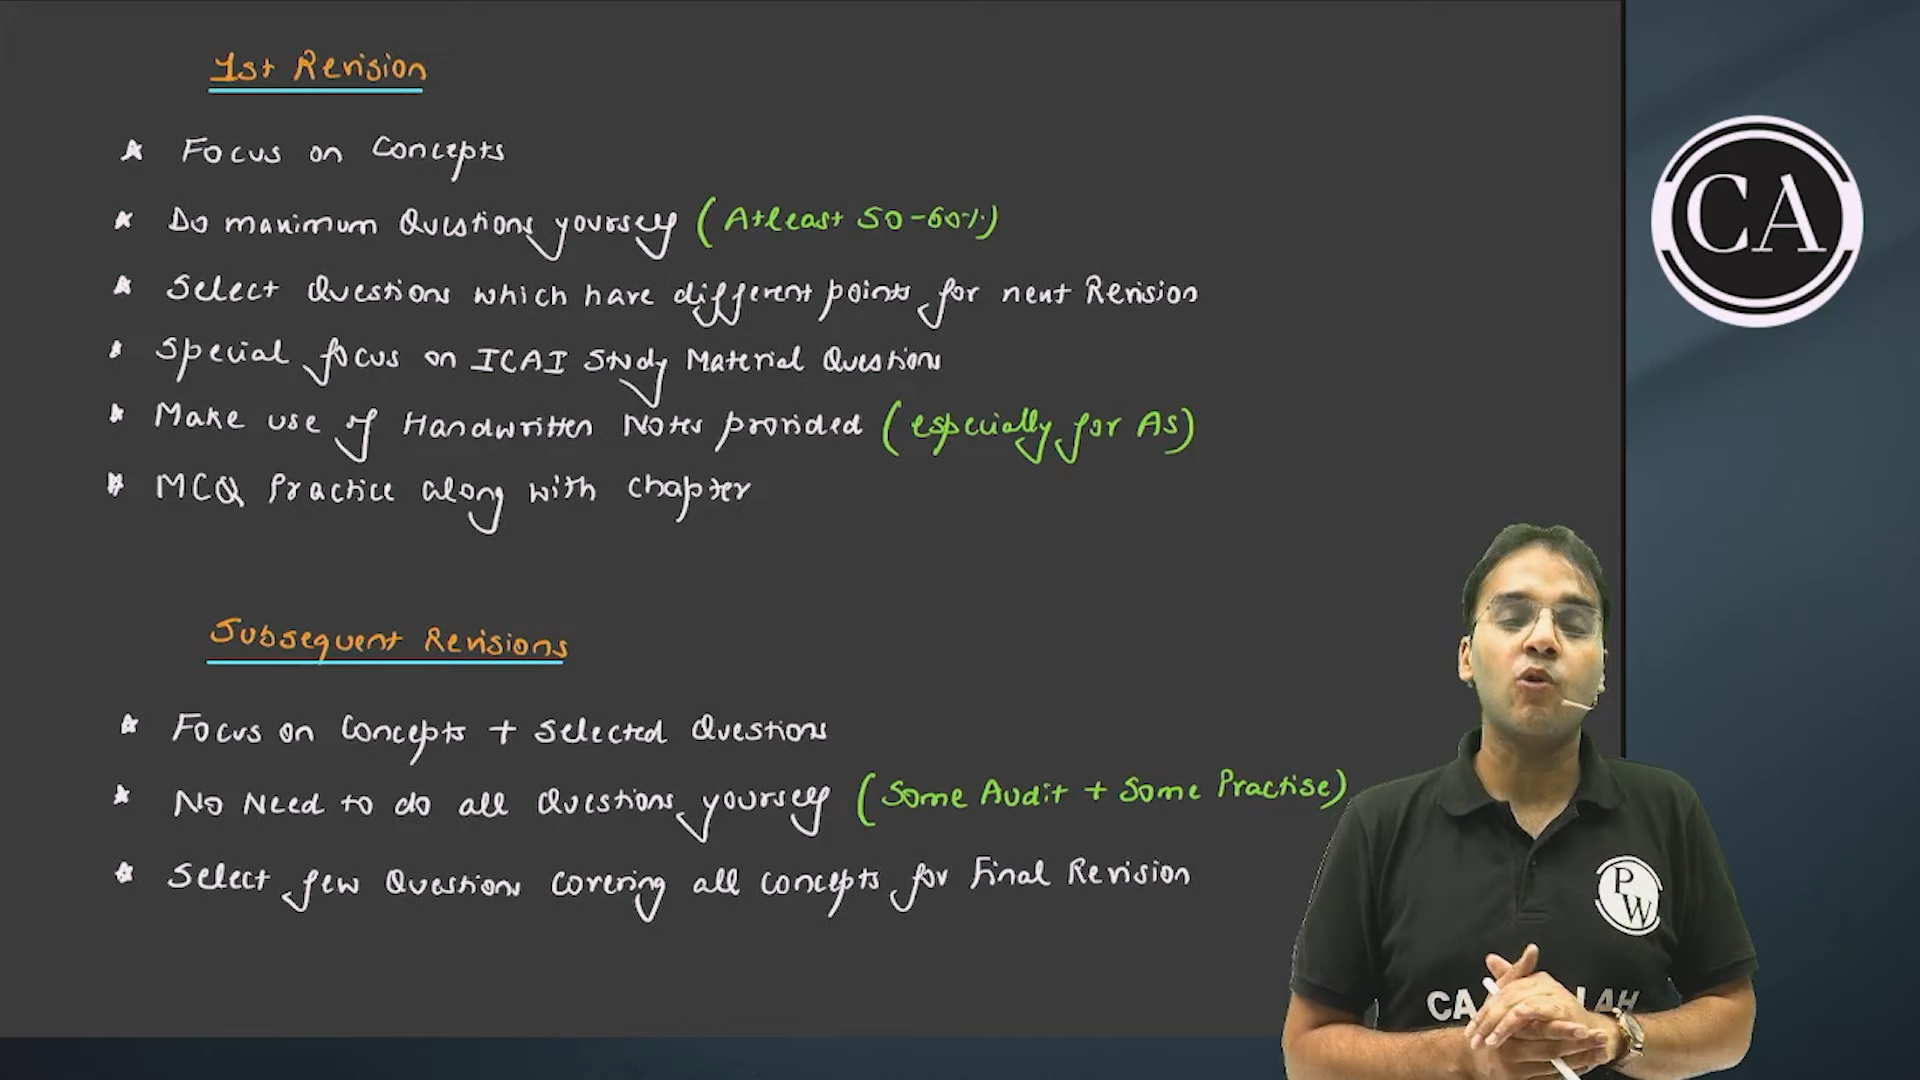 1st Revision
★ Focus on Concepts
★ Do maximum Questions yourself (Atleast 50-60%)
★ Select Questions which have different points for next Revision
★ Special focus on ICAI Study Material Questions
★ Make use of Handwritten Notes provided (especially for AS)
★ MCQ Practice along with chapter
Subsequent Revisions
★ Focus on Concepts + Selected Questions
★ No Need to do all Questions yourself (Some Audit + Some Practise)
★ Select few Questions covering all concepts for Final Revision
CA
PW
CA LAH